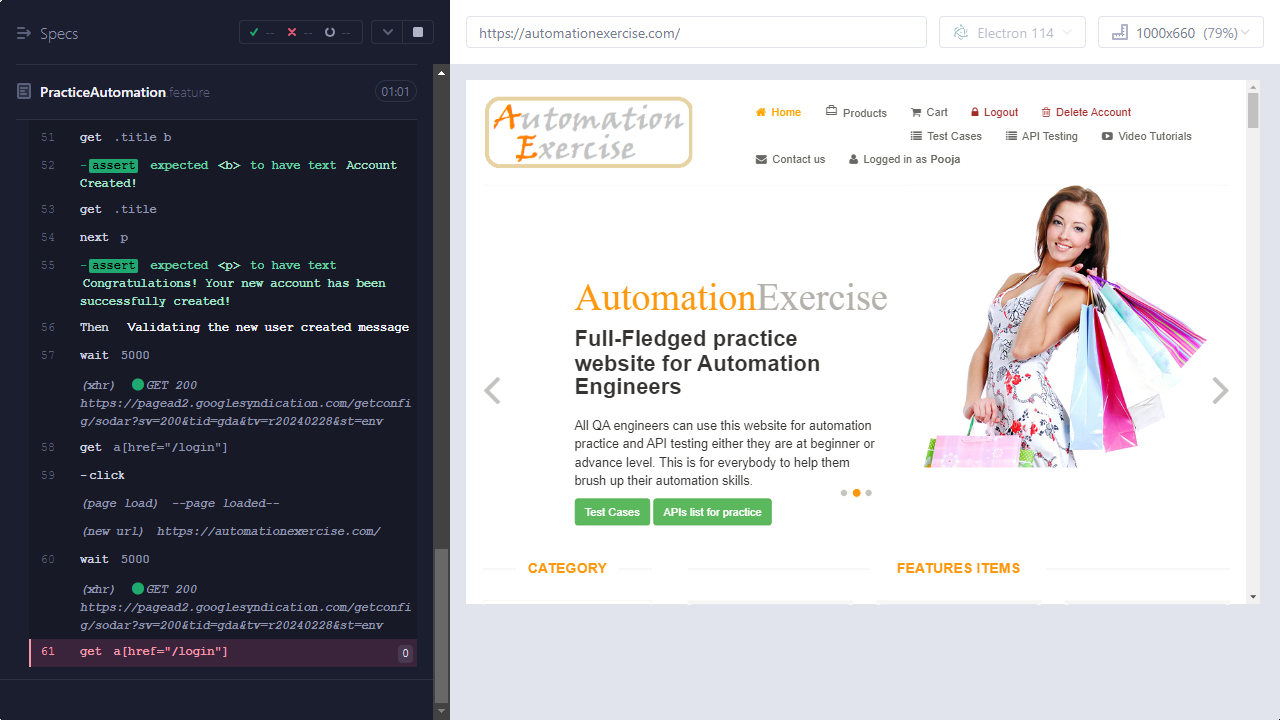 Specs
-- -- --
PracticeAutomation feature
01:01
51 get .title b
52 -assert expected <b> to have text Account
Created!
53 get .title
54 next p
55 -assert expected <p> to have text
Congratulations! Your new account has been
successfully created!
56 Then Validating the new user created message
57 wait 5000
(xhr) GET 200
https://pagead2.googlesyndication.com/getconfi
g/sodar?sv=200&tid=gda&tv=r20240228&st=env
58 get a[href="/login"]
59 -click
(page load) --page loaded--
(new url) https://automationexercise.com/
60 wait 5000
(xhr) GET 200
https://pagead2.googlesyndication.com/getconfi
g/sodar?sv=200&tid=gda&tv=r20240228&st=env
61 get a[href="/login"] 0
https://automationexercise.com/
Electron 114
1000x660 (79%)
Automation
Exercise
Home Products Cart Logout Delete Account
Test Cases API Testing Video Tutorials
Contact us Logged in as Pooja
AutomationExercise
Full-Fledged practice
website for Automation
Engineers
All QA engineers can use this website for automation
practice and API testing either they are at beginner or
advance level. This is for everybody to help them
brush up their automation skills.
Test Cases APIs list for practice
CATEGORY
FEATURES ITEMS